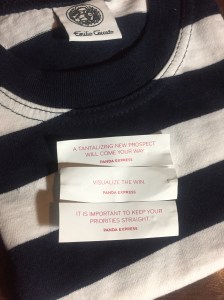 A TANTALIZING NEW PROSPECT
WILL COME YOUR WAY.
PANDA EXPRESS
VISUALIZE THE WIN.
PANDA EXPRESS
IT IS IMPORTANT TO KEEP YOUR
PRIORITIES STRAIGHT
PANDA EXPRESS